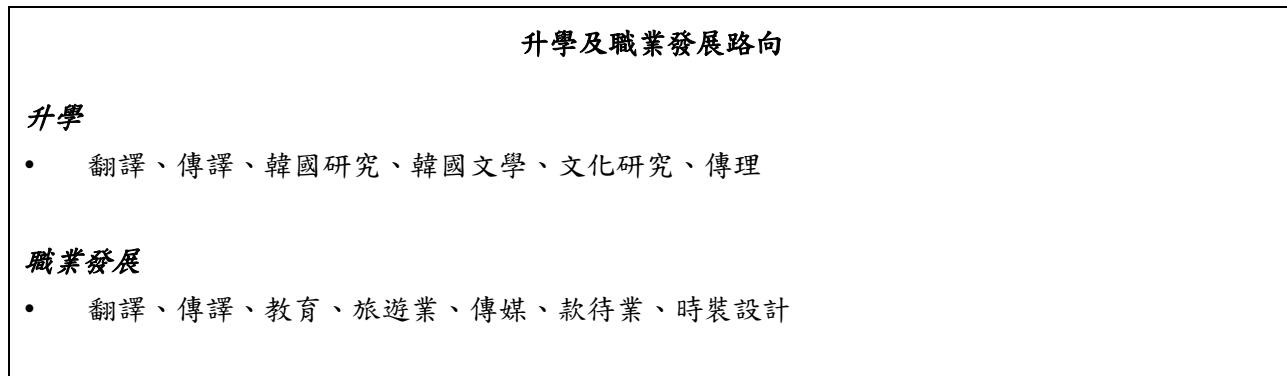 升學及職業發展路向
升學
• 翻譯、傳譯、韓國研究、韓國文學、文化研究、傳理
職業發展
• 翻譯、傳譯、教育、旅遊業、傳媒、款待業、時裝設計